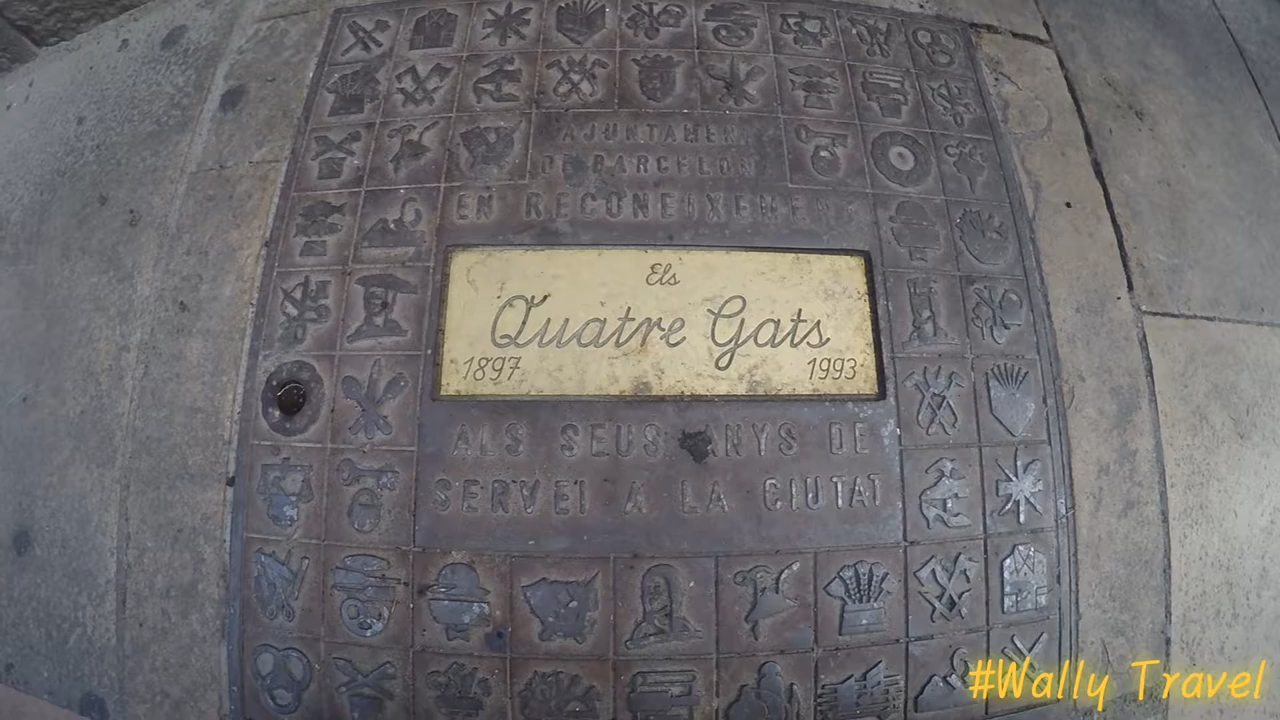 AJUNTAMENT
DE BARCELONA
EN RECONEIXEMENT
Els
Quatre Gats
1897 1993
ALS SEUS ANYS DE
SERVEI A LA CIUTAT
#Wally Travel